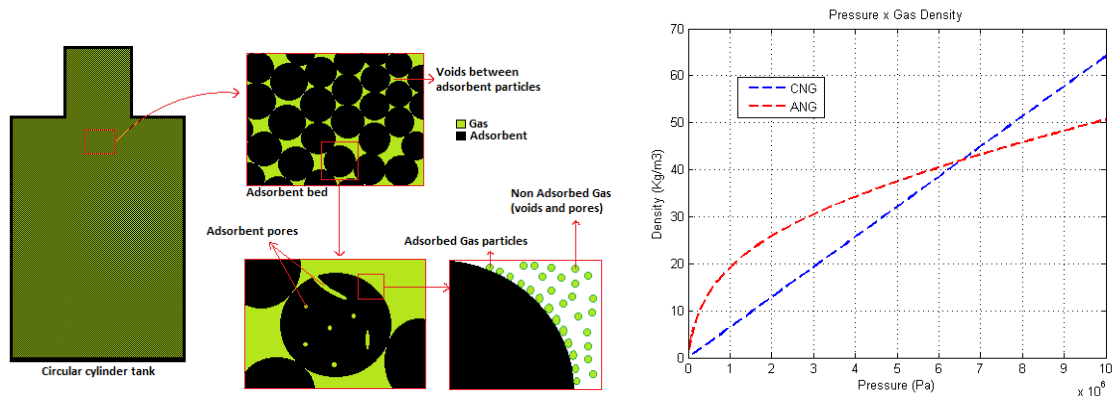 Voids between
adsorbent particles
Gas
Adsorbent
Adsorbent bed
Non Adsorbed Gas
(voids and pores)
Adsorbent pores
Adsorbed Gas particles
Circular cylinder tank
Pressure x Gas Density
70
60
50
40
30
20
10
0
Density (Kg/m3)
CNG
ANG
0 1 2 3 4 5 6 7 8 9 10
Pressure (Pa)
x 10^6